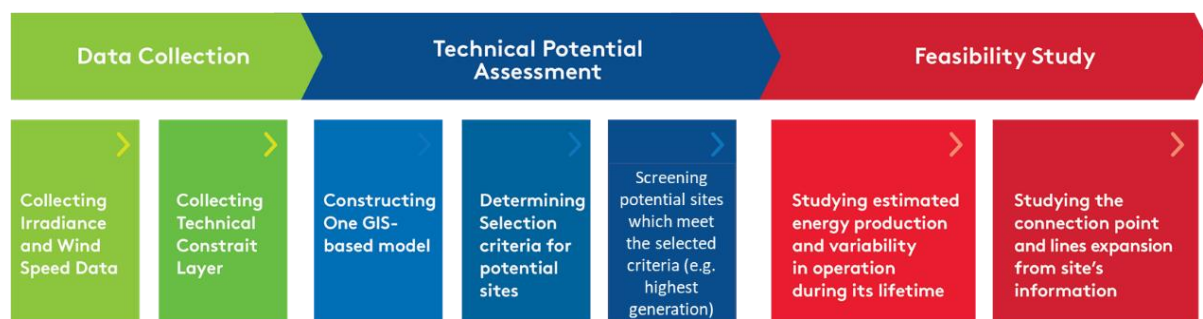 Data Collection
Technical Potential
Assessment
Feasibility Study
Collecting
Irradiance
and Wind
Speed Data
Collecting
Technical
Constrait
Layer
Constructing
One GIS-
based model
Determining
Selection
criteria for
potential
sites
Screening
potential sites
which meet
the selected
criteria (e.g.
highest
generation)
Studying estimated
energy production
and variability
in operation
during its lifetime
Studying the
connection point
and lines expansion
from site's
information